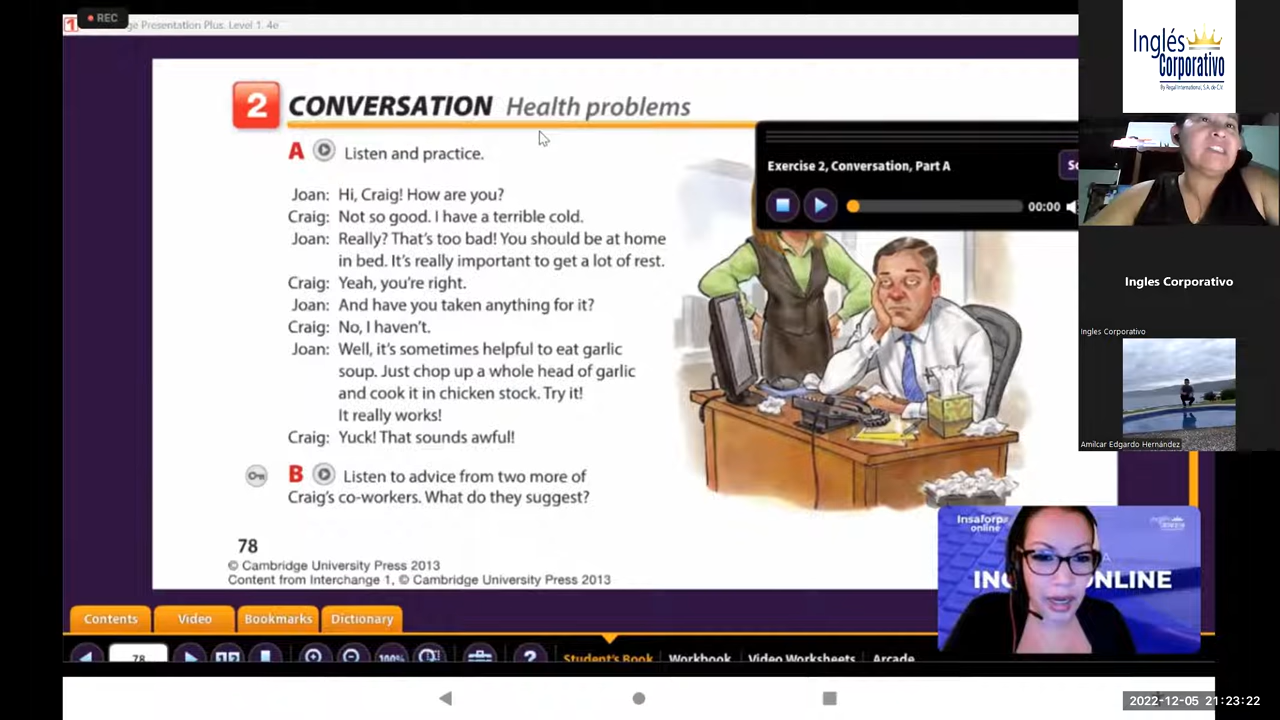 REC
ge Presentation Plus. Level 1. 4e
2 CONVERSATION Health problems
A Listen and practice.
Joan: Hi, Craig! How are you?
Craig: Not so good. I have a terrible cold.
Joan: Really? That's too bad! You should be at home
in bed. It's really important to get a lot of rest.
Craig: Yeah, you're right.
Joan: And have you taken anything for it?
Craig: No, I haven't.
Joan: Well, it's sometimes helpful to eat garlic
soup. Just chop up a whole head of garlic
and cook it in chicken stock. Try it!
It really works!
Craig: Yuck! That sounds awful!
B Listen to advice from two more of
Craig's co-workers. What do they suggest?
78
© Cambridge University Press 2013
Content from Interchange 1, © Cambridge University Press 2013
Exercise 2, Conversation, Part A
00:00
Contents Video Bookmarks Dictionary
78
100%
?
Student's Book Workbook Video Worksheets Arcade
Inglés
Corporativo
By Regal International, S.A. de C.V.
Ingles Corporativo
Ingles Corporativo
Amilcar Edgardo Hernández
Insaforp
online
ONLINE
2022-12-05 21:23:22